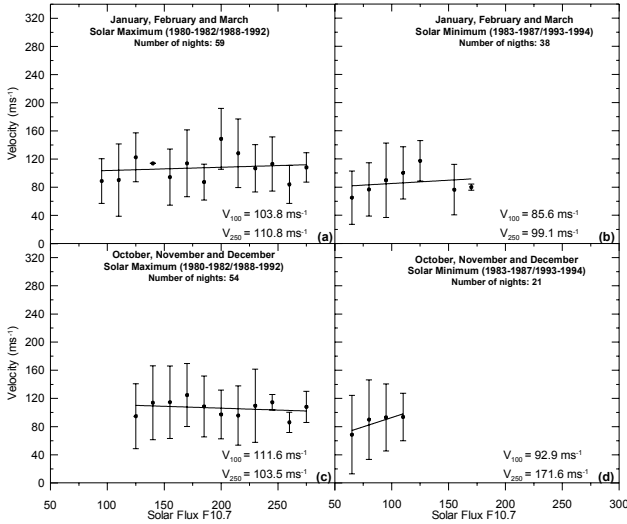 January, February and March
Solar Maximum (1980-1982/1988-1992)
Number of nights: 59
320
280
240
200
160
120
80
40
0
Velocity (ms-1)
V100 = 103.8 ms-1
V250 = 110.8 ms-1
(a)
January, February and March
Solar Minimum (1983-1987/1993-1994)
Number of nigths: 38
V100 = 85.6 ms-1
V250 = 99.1 ms-1
(b)
October, November and December
Solar Maximum (1980-1982/1988-1992)
Number of nights: 54
320
280
240
200
160
120
80
40
0
Velocity (ms-1)
V100 = 111.6 ms-1
V250 = 103.5 ms-1
(c)
100 150 200 250
Solar Flux F10.7
October, November and December
Solar Minimum (1983-1987/1993-1994)
Number of nights: 21
V100 = 92.9 ms-1
V250 = 171.6 ms-1
(d)
50 100 150 200 250 300
Solar Flux F10.7